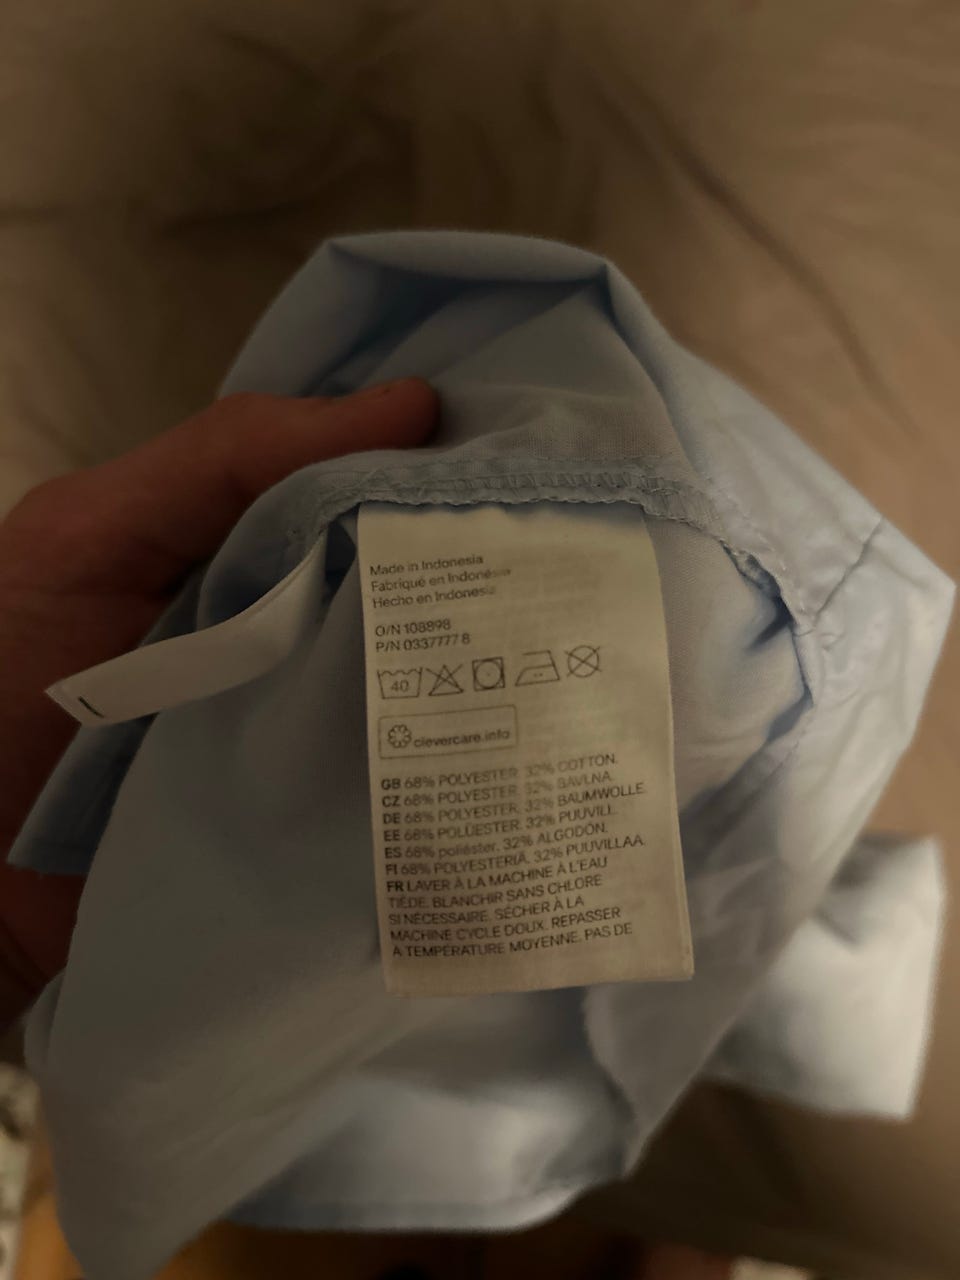 Made in Indonesia
Fabriqué en Indonésie
Hecho en Indonesia
O/N 108898
P/N 0337777 8
40
clevercare.info
GB 68% POLYESTER, 32% COTTON.
CZ 68% POLYESTER, 32% BAVLNA.
DE 68% POLYESTER, 32% BAUMWOLLE.
EE 68% POLÜESTER, 32% PUUVILL.
ES 68% poliéster, 32% ALGODÓN.
FI 68% POLYESTERIÄ, 32% PUUVILLAA.
FR LAVER À LA MACHINE À L'EAU
TIÈDE. BLANCHIR SANS CHLORE
SI NÉCESSAIRE. SÉCHER À LA
MACHINE CYCLE DOUX. REPASSER
À TEMPÉRATURE MOYENNE. PAS DE